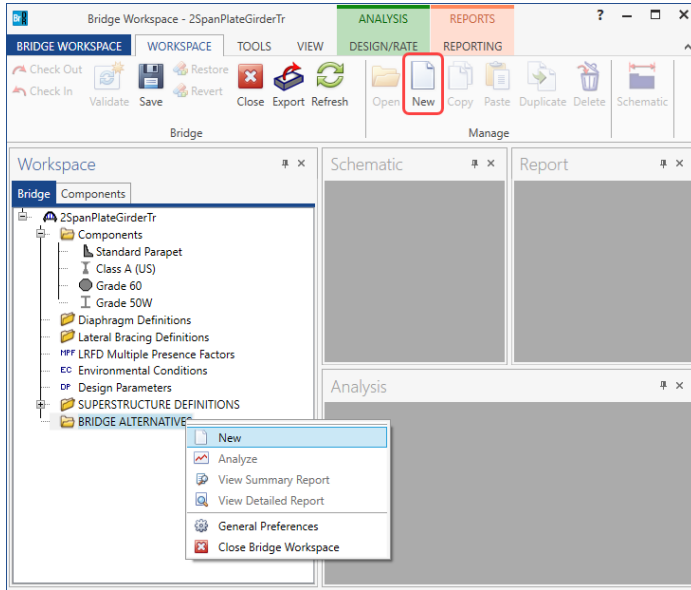 BrR Bridge Workspace - 2SpanPlateGirderTr ANALYSIS REPORTS ?
BRIDGE WORKSPACE WORKSPACE TOOLS VIEW DESIGN/RATE REPORTING
Check Out Restore
Check In Revert
Validate Save Close Export Refresh Open New Copy Paste Duplicate Delete Schematic
Bridge Manage
Workspace Schematic Report
Bridge Components
2SpanPlateGirderTr
Components
Standard Parapet
Class A (US)
Grade 60
Grade 50W
Diaphragm Definitions
Lateral Bracing Definitions
MPF LRFD Multiple Presence Factors
EC Environmental Conditions
DP Design Parameters
Analysis
SUPERSTRUCTURE DEFINITIONS
BRIDGE ALTERNATIVES
New
Analyze
View Summary Report
View Detailed Report
General Preferences
Close Bridge Workspace